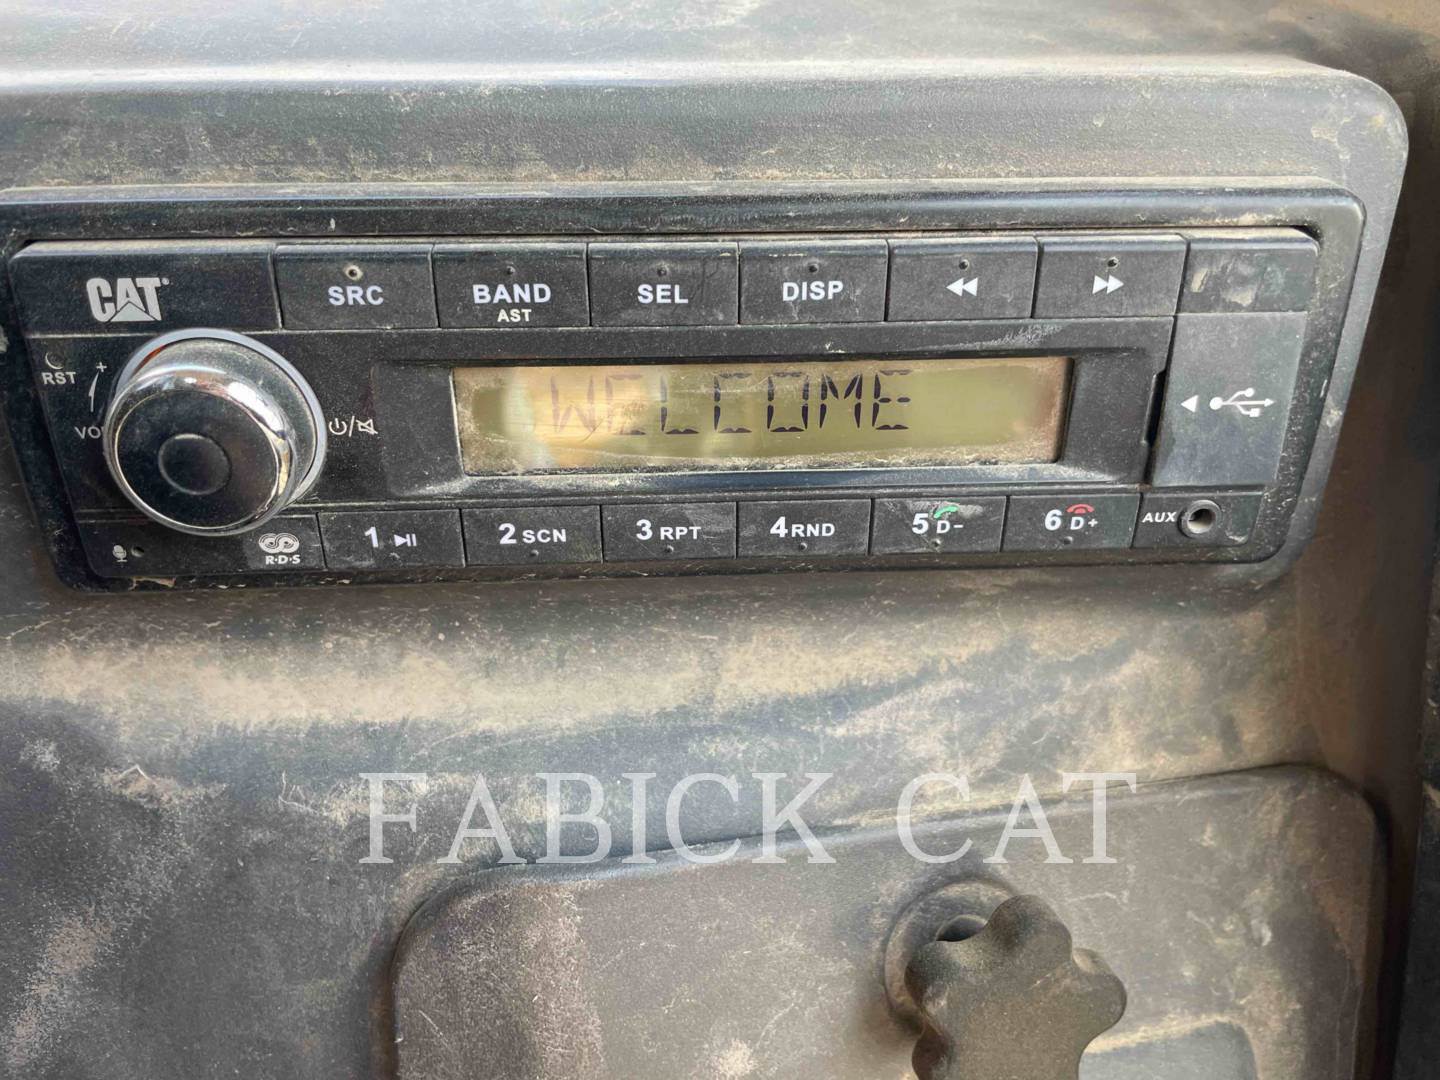 CAT®
SRC
BAND
AST
SEL
DISP
RST
+
WELCOME
R·D·S
1
2 SCN
3 RPT
4 RND
5 D-
6 D+
AUX
FABICK CAT